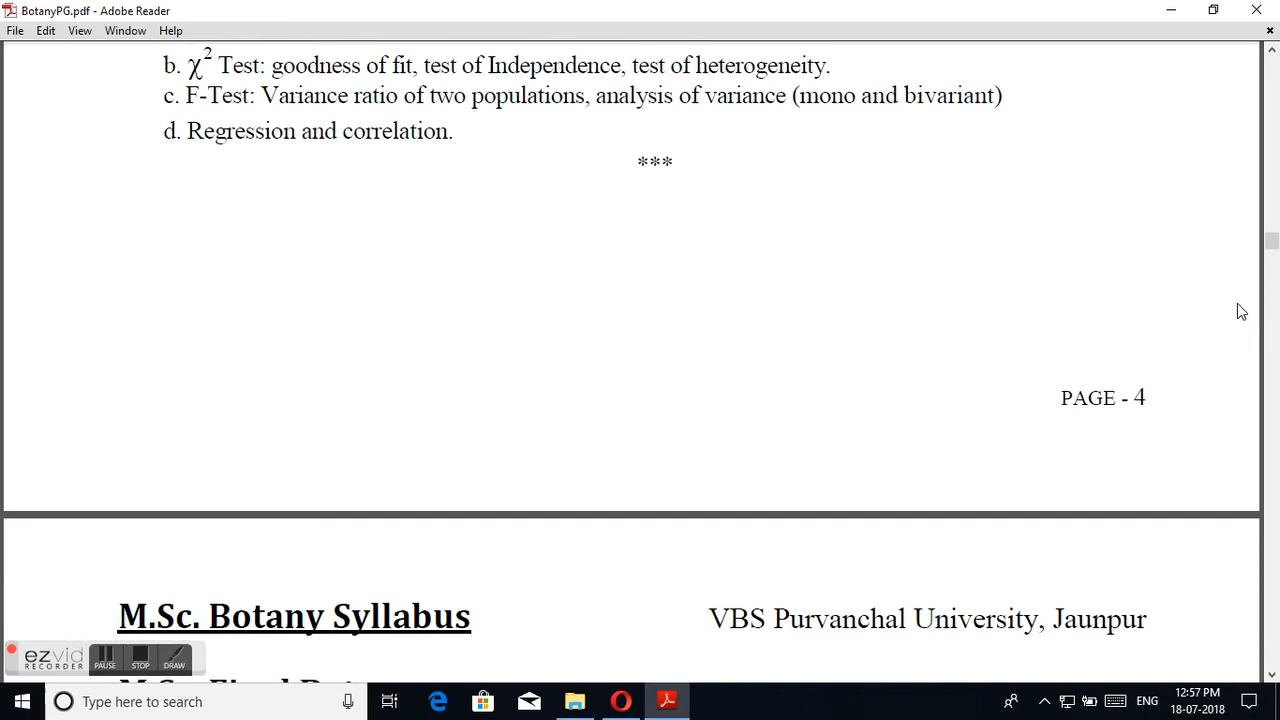 BotanyPG.pdf - Adobe Reader
File Edit View Window Help
b. χ² Test: goodness of fit, test of Independence, test of heterogeneity.
c. F-Test: Variance ratio of two populations, analysis of variance (mono and bivariant)
d. Regression and correlation.
***
PAGE - 4
M.Sc. Botany Syllabus VBS Purvanchal University, Jaunpur
ezvid
RECORDER
PAUSE STOP DRAW
Type here to search
ENG
12:57 PM
18-07-2018